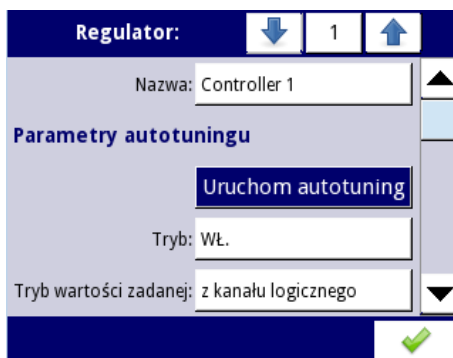 Regulator: 1
Nazwa: Controller 1
Parametry autotuningu
Uruchom autotuning
Tryb: WŁ.
Tryb wartości zadanej: z kanału logicznego